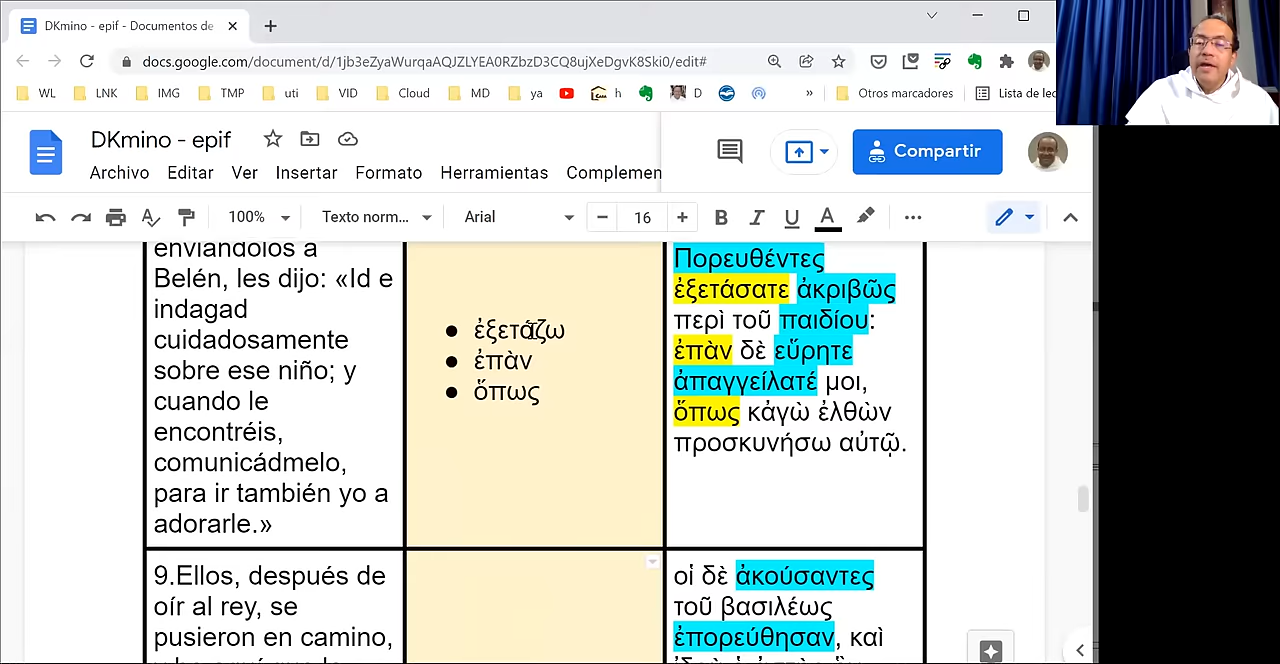 DKmino - epif - Documentos de
docs.google.com/document/d/1jb3eZyaWurqaAQJZLYEA0RZbzD3CQ8ujXeDgvK8Ski0/edit#
WL LNK IMG TMP uti VID Cloud MD ya h D » Otros marcadores Lista de lec
DKmino - epif
Archivo Editar Ver Insertar Formato Herramientas Complemen
Compartir
100% Texto norm... Arial 16 B I U A
enviándolos a
Belén, les dijo: «Id e
indagad
cuidadosamente
sobre ese niño; y
cuando le
encontréis,
comunicádmelo,
para ir también yo a
adorarle.»
ἐξετάζω
ἐπὰν
ὅπως
Πορευθέντες
ἐξετάσατε ἀκριβῶς
περὶ τοῦ παιδίου:
ἐπὰν δὲ εὕρητε
ἀπαγγείλατέ μοι,
ὅπως κἀγὼ ἐλθὼν
προσκυνήσω αὐτῷ.
9.Ellos, después de
oír al rey, se
pusieron en camino,
οἱ δὲ ἀκούσαντες
τοῦ βασιλέως
ἐπορεύθησαν, καὶ